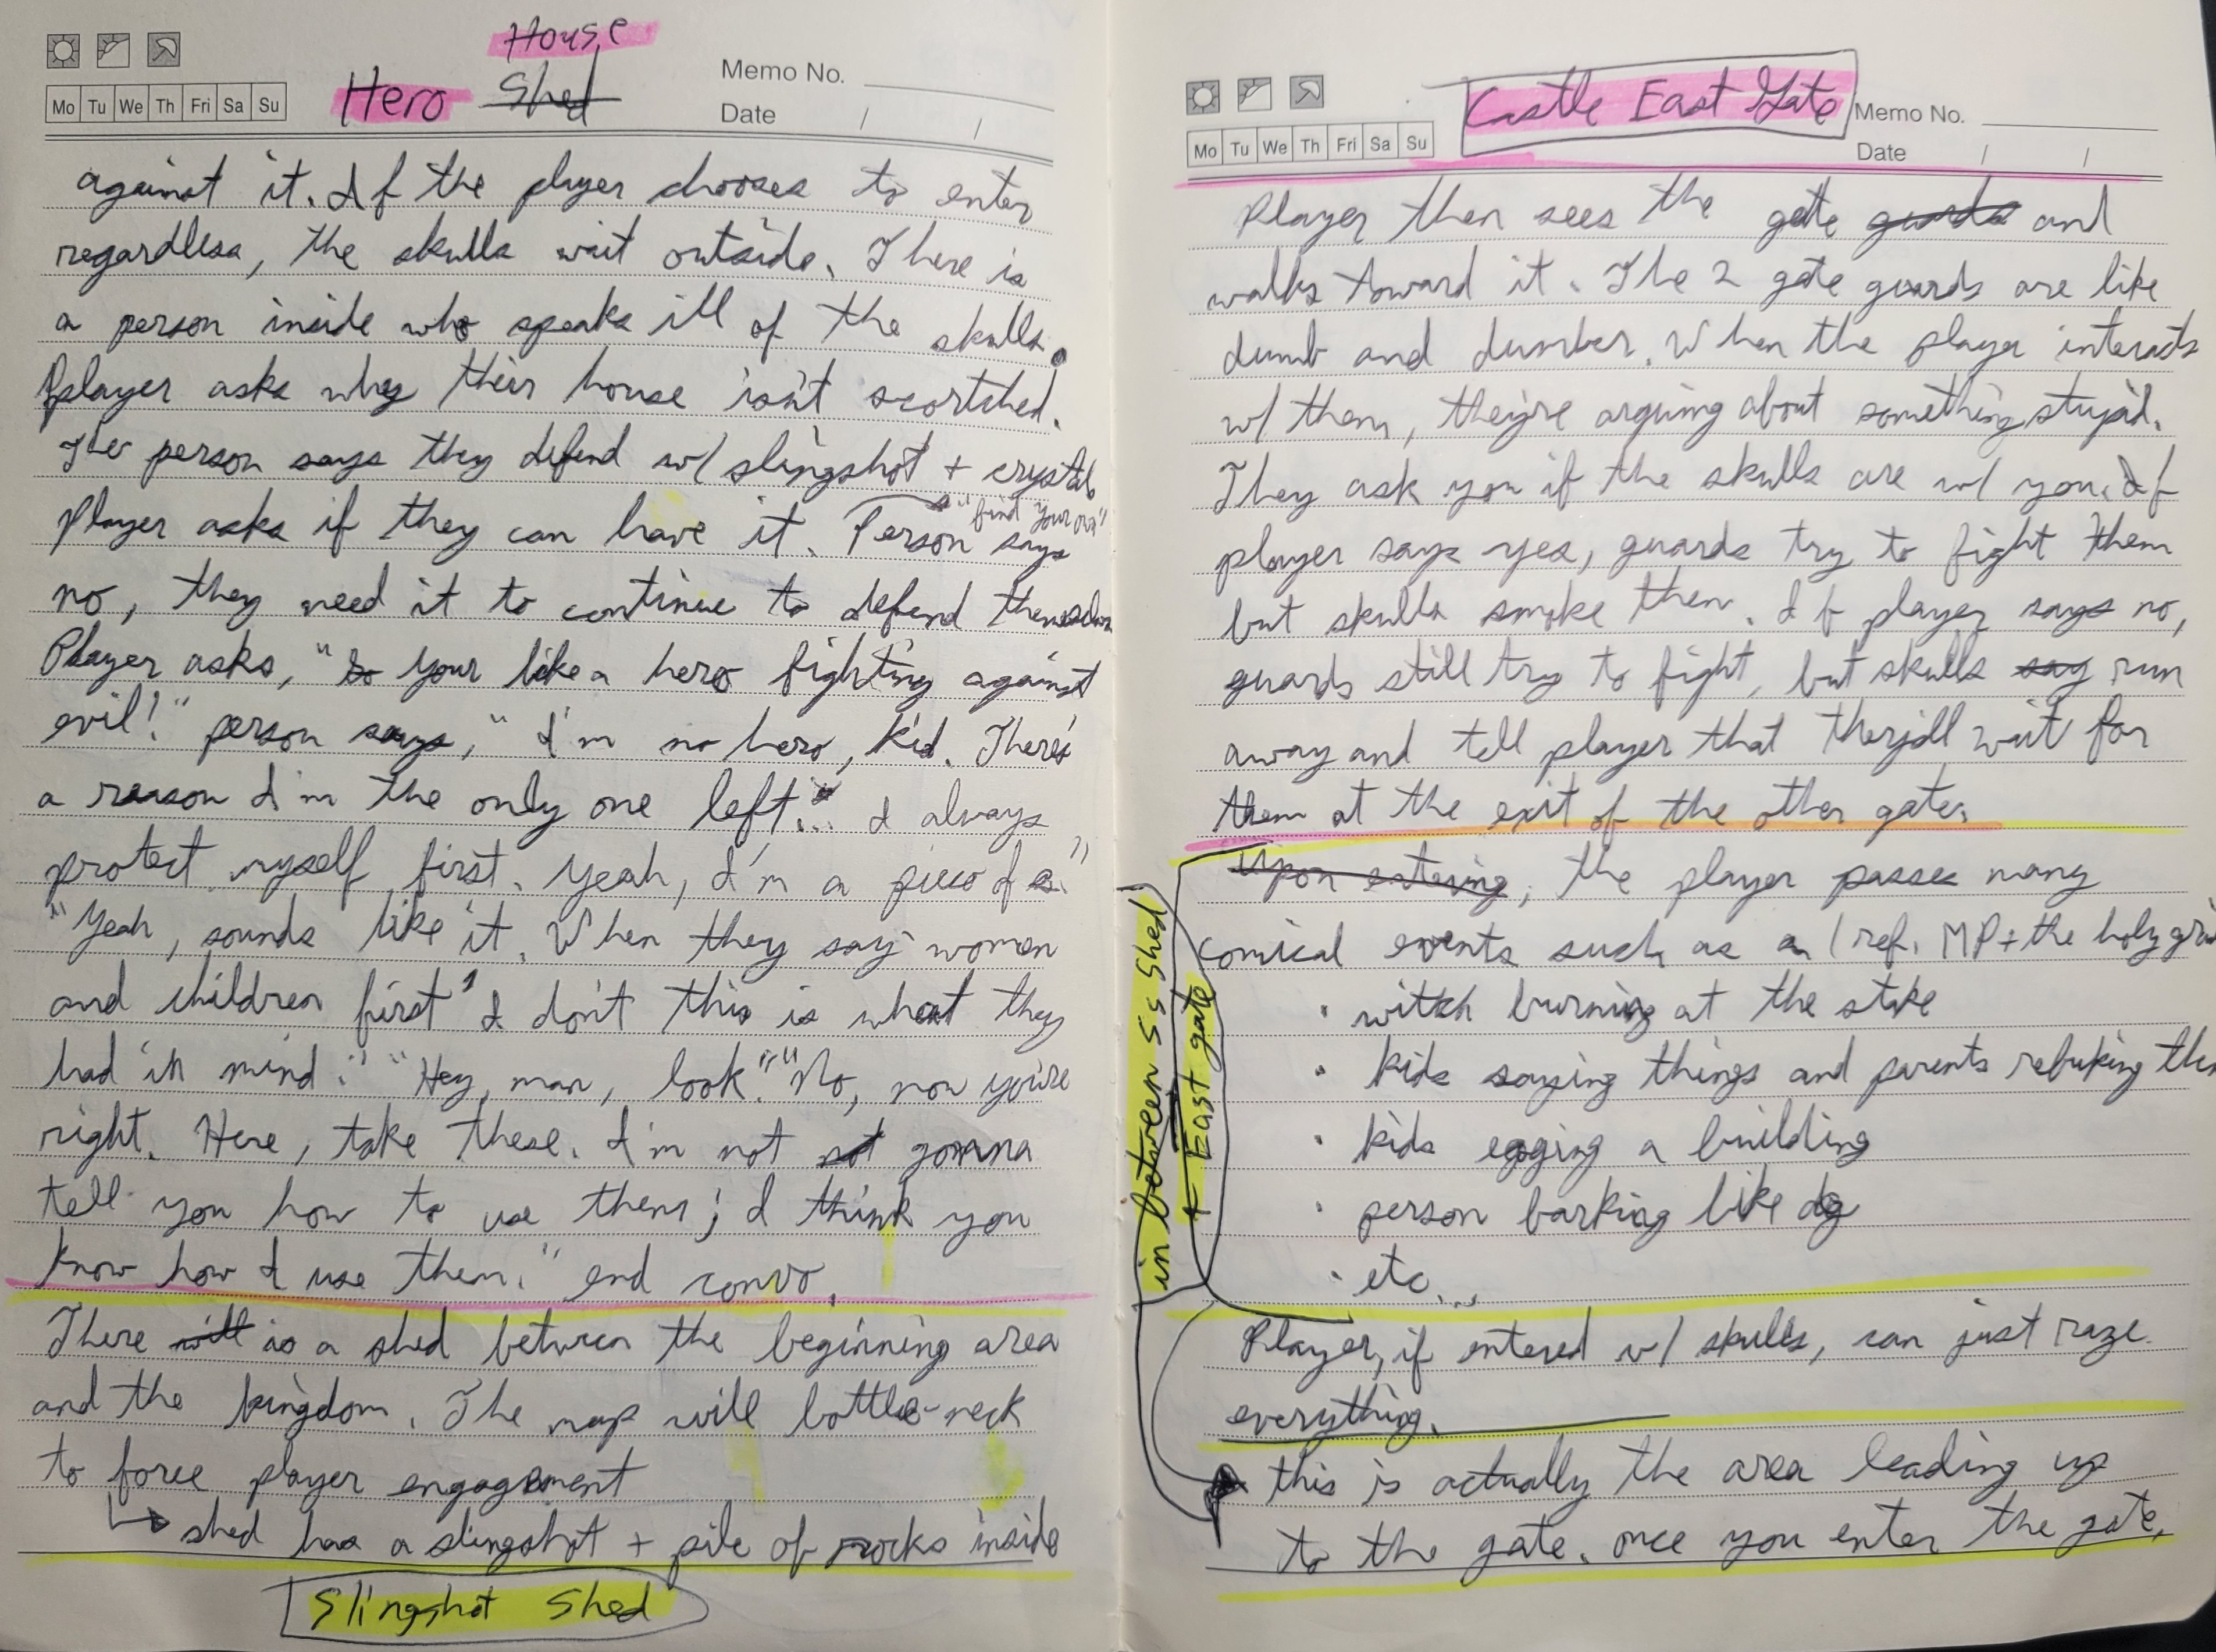 House
Hero Shed
Memo No.
Date / /
Mo Tu We Th Fri Sa Su
against it. If the player chooses to enter
regardless, the skulls wait outside. There is
a person inside who speaks ill of the skulls.
Player asks why their house isn't scortched.
The person says they defend w/ slingshot + crystals
"find your own"
Player asks if they can have it. Person says
no, they need it to continue to defend themselves
Player asks, "so your like a hero fighting against
evil!" person says, "I'm no hero, kid. There's
a reason I'm the only one left... I always
protect myself first. Yeah, I'm a piece of s."
"Yeah, sounds like it. When they say women
and children first' I don't this is what they
had in mind." "Hey, man, look." "No, now you're
right. Here, take these. I'm not not gonna
tell you how to use them; I think you
know how I use them." end convo.
There will is a shed between the beginning area
and the kingdom. The map will bottle-neck
to force player engagement
↳ shed has a slingshot + pile of rocks inside
Slingshot Shed
Castle East Gate
Memo No.
Date / /
Mo Tu We Th Fri Sa Su
Player then sees the gate guards and
walks toward it. The 2 gate guards are like
dumb and dumber. When the player interacts
w/ them, they're arguing about something stupid.
They ask you if the skulls are w/ you. If
player says yes, guards try to fight them
but skulls smoke them. If player says no,
guards still try to fight, but skulls say run
away and tell player that they'll wait for
them at the exit of the other gate.
Upon entering, the player passes many
comical events such as a (ref. MP + the holy grai
• witch burning at the stake
• kids saying things and parents rebuking them
• kids egging a building
• person barking like dog
• etc...
in between Ss Shed
← East gate
Player, if entered w/ skulls, can just raze
everything.
→ this is actually the area leading up
to the gate. once you enter the gate,